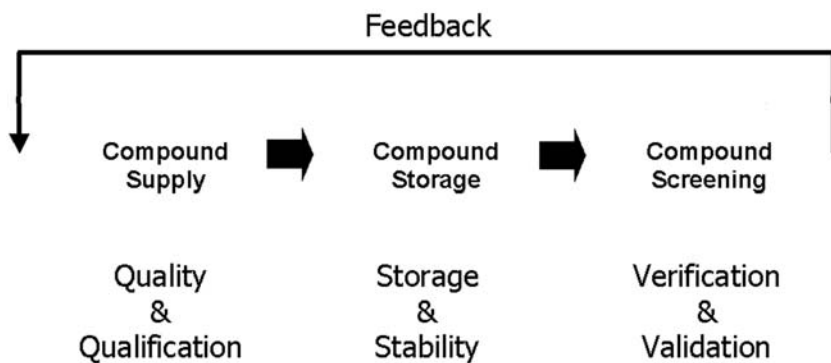 Feedback
Compound
Supply
Compound
Storage
Compound
Screening
Quality
&
Qualification
Storage
&
Stability
Verification
&
Validation